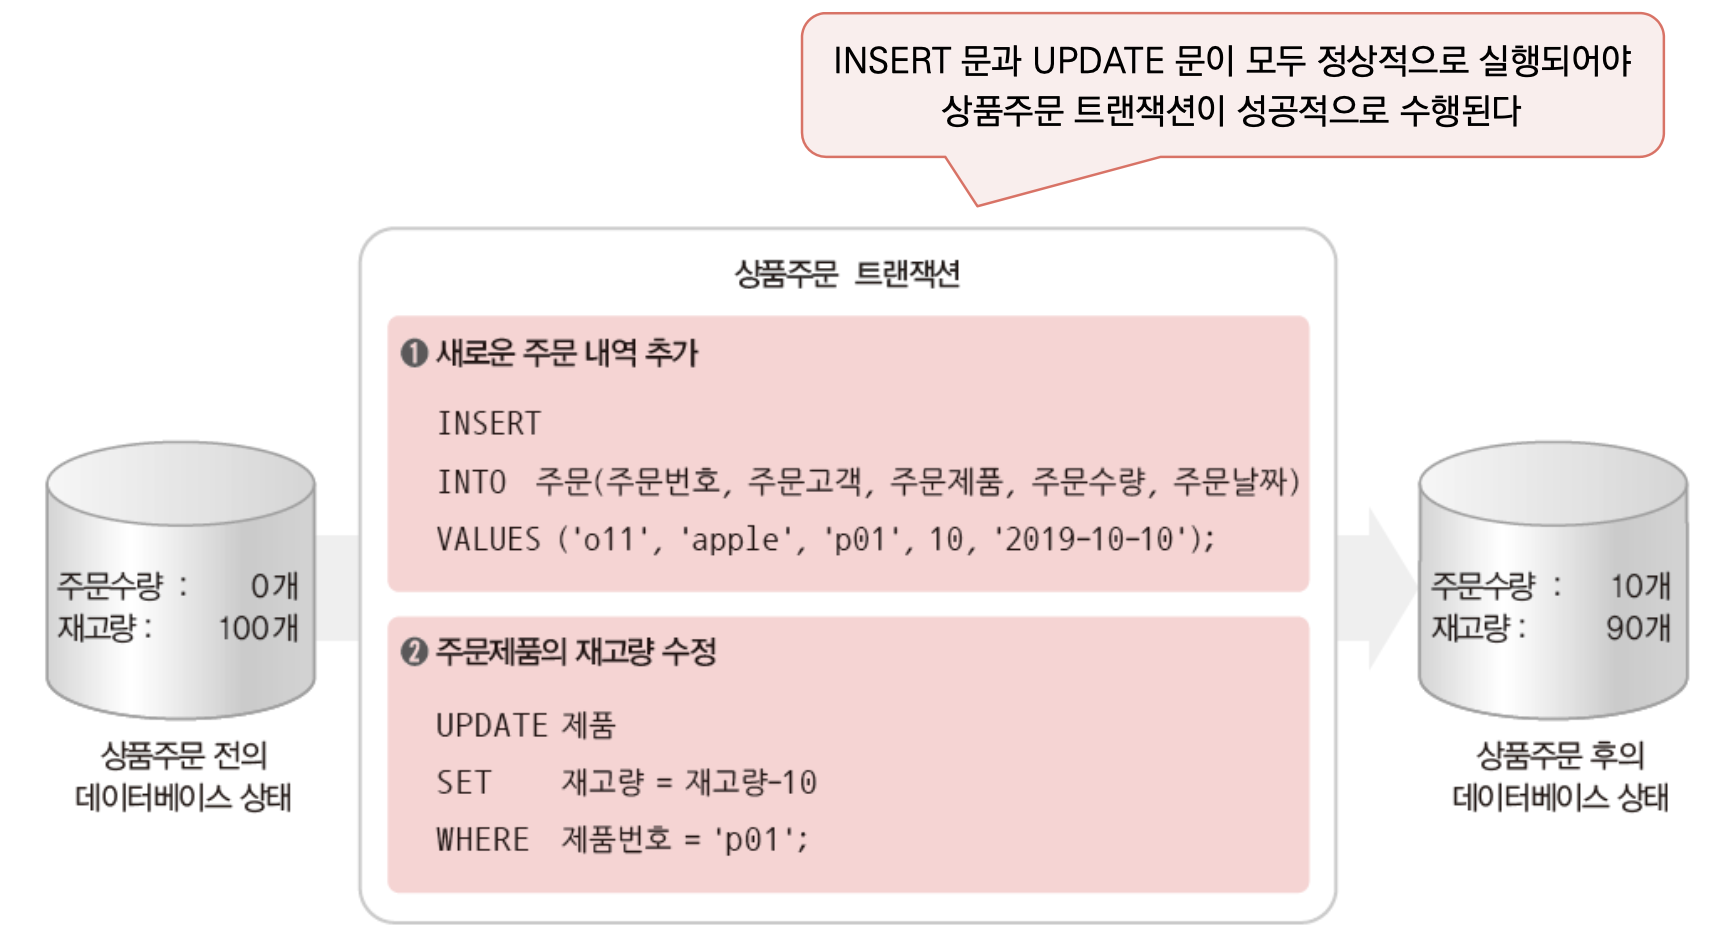 INSERT 문과 UPDATE 문이 모두 정상적으로 실행되어야
상품주문 트랜잭션이 성공적으로 수행된다
상품주문 트랜잭션
❶ 새로운 주문 내역 추가
INSERT
INTO 주문(주문번호, 주문고객, 주문제품, 주문수량, 주문날짜)
VALUES ('o11', 'apple', 'p01', 10, '2019-10-10');
❷ 주문제품의 재고량 수정
UPDATE 제품
SET 재고량 = 재고량-10
WHERE 제품번호 = 'p01';
주문수량 : 0개
재고량 : 100개
상품주문 전의
데이터베이스 상태
주문수량 : 10개
재고량 : 90개
상품주문 후의
데이터베이스 상태